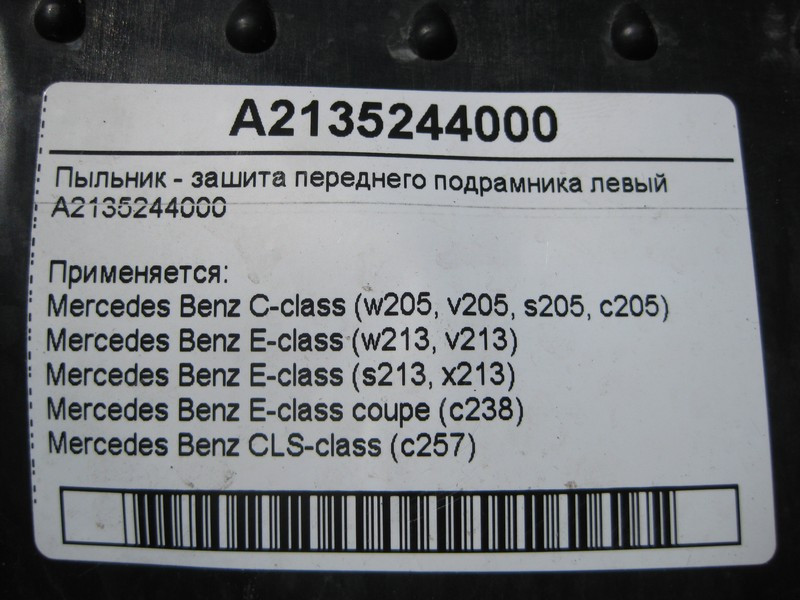 A2135244000
Пыльник - зашита переднего подрамника левый
A2135244000
Применяется:
Mercedes Benz C-class (w205, v205, s205, c205)
Mercedes Benz E-class (w213, v213)
Mercedes Benz E-class (s213, x213)
Mercedes Benz E-class coupe (c238)
Mercedes Benz CLS-class (c257)